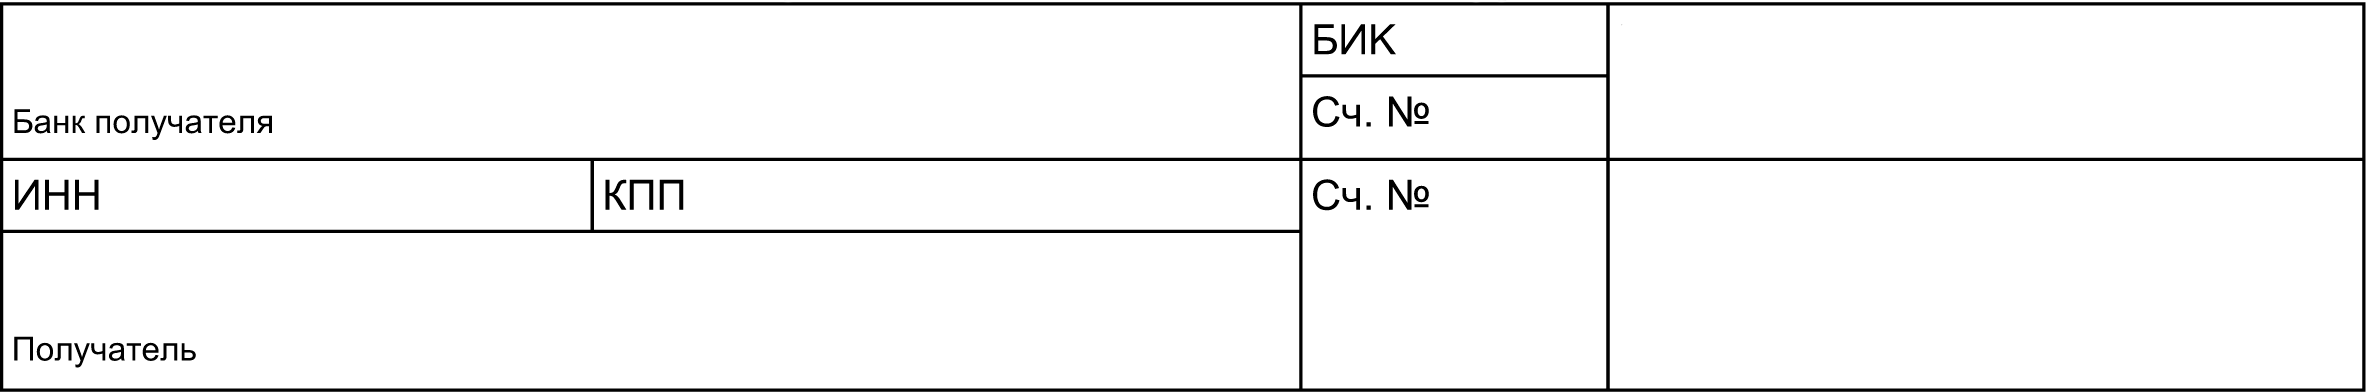 БИК
Банк получателя
Сч. №
ИНН
КПП
Сч. №
Получатель